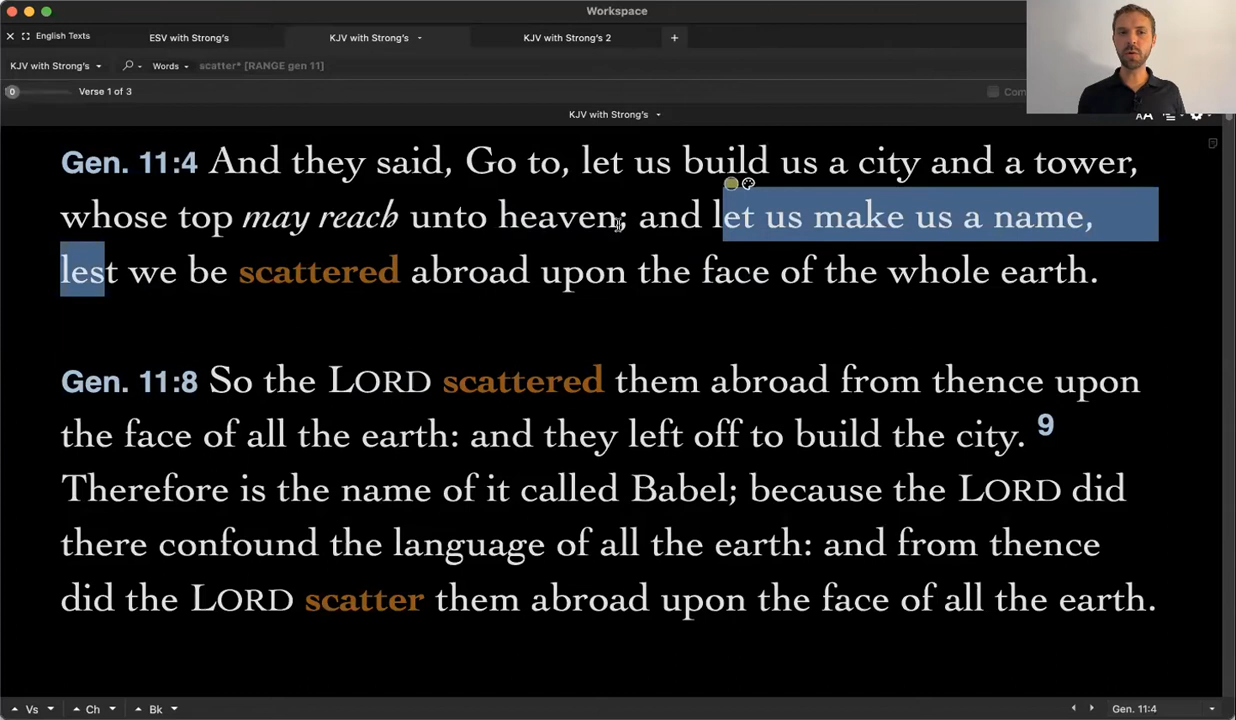 Workspace
English Texts
ESV with Strong's
KJV with Strong's
KJV with Strong's 2
+
KJV with Strong's
Words
scatter* [RANGE gen 11]
0
Verse 1 of 3
Com
KJV with Strong's
AA
Gen. 11:4 And they said, Go to, let us build us a city and a tower,
whose top may reach unto heaven; and let us make us a name,
lest we be scattered abroad upon the face of the whole earth.
Gen. 11:8 So the LORD scattered them abroad from thence upon
the face of all the earth: and they left off to build the city. 9
Therefore is the name of it called Babel; because the LORD did
there confound the language of all the earth: and from thence
did the LORD scatter them abroad upon the face of all the earth.
Vs
Ch
Bk
Gen. 11:4